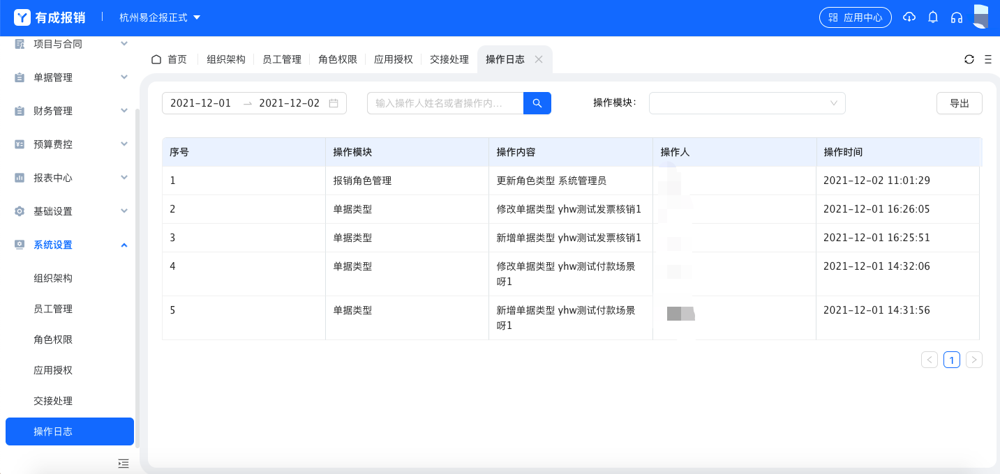 有成报销
杭州易企报正式
应用中心
项目与合同
单据管理
财务管理
预算费控
报表中心
基础设置
系统设置
组织架构
员工管理
角色权限
应用授权
交接处理
操作日志
首页 组织架构 员工管理 角色权限 应用授权 交接处理 操作日志
2021-12-01 → 2021-12-02
输入操作人姓名或者操作内...
操作模块:
导出
序号 操作模块 操作内容 操作人 操作时间
1 报销角色管理 更新角色类型 系统管理员 2021-12-02 11:01:29
2 单据类型 修改单据类型 yhw测试发票核销1 2021-12-01 16:26:05
3 单据类型 新增单据类型 yhw测试发票核销1 2021-12-01 16:25:51
4 单据类型 修改单据类型 yhw测试付款场景 2021-12-01 14:32:06
呀1
5 单据类型 新增单据类型 yhw测试付款场景 2021-12-01 14:31:56
呀1
< 1 >